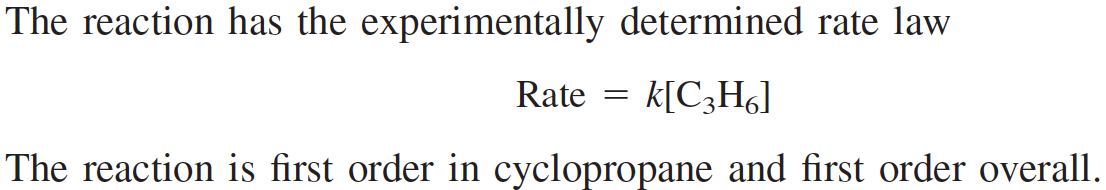 The reaction has the experimentally determined rate law
Rate = k[C₃H₆]
The reaction is first order in cyclopropane and first order overall.